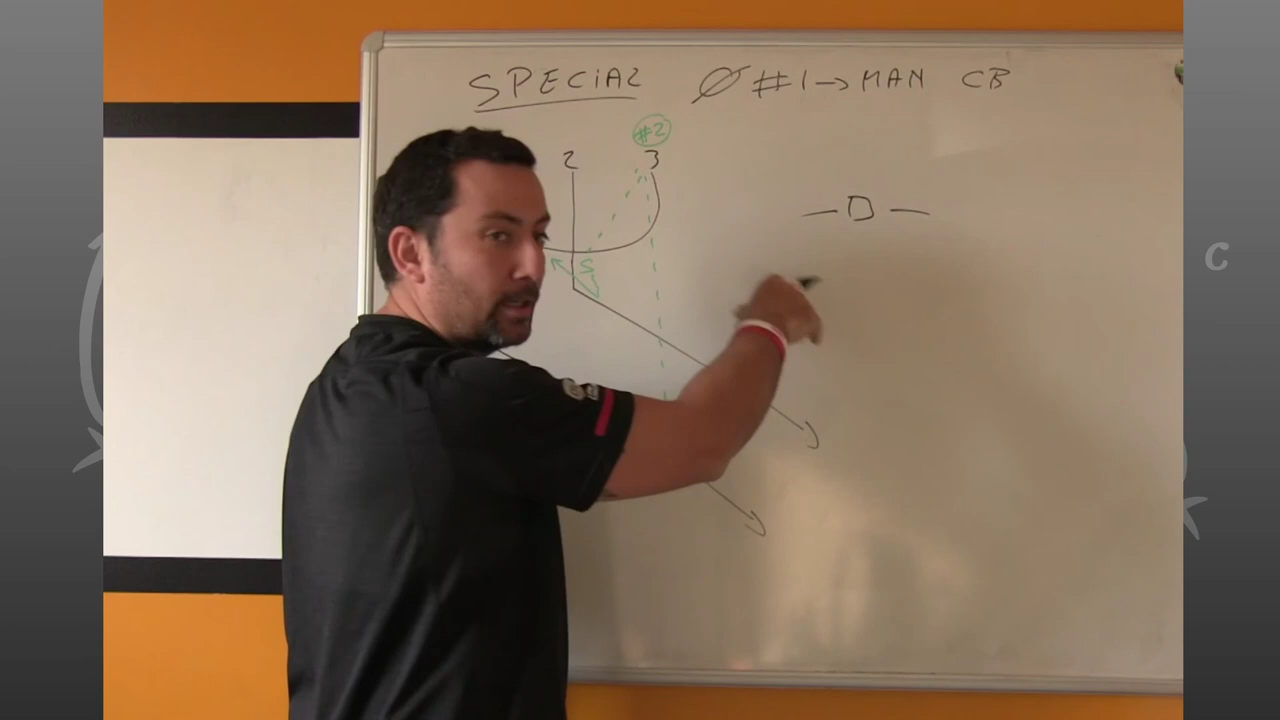 SPECIAL Ø #1→MAN CB
#2
2 3
—D—
S
C